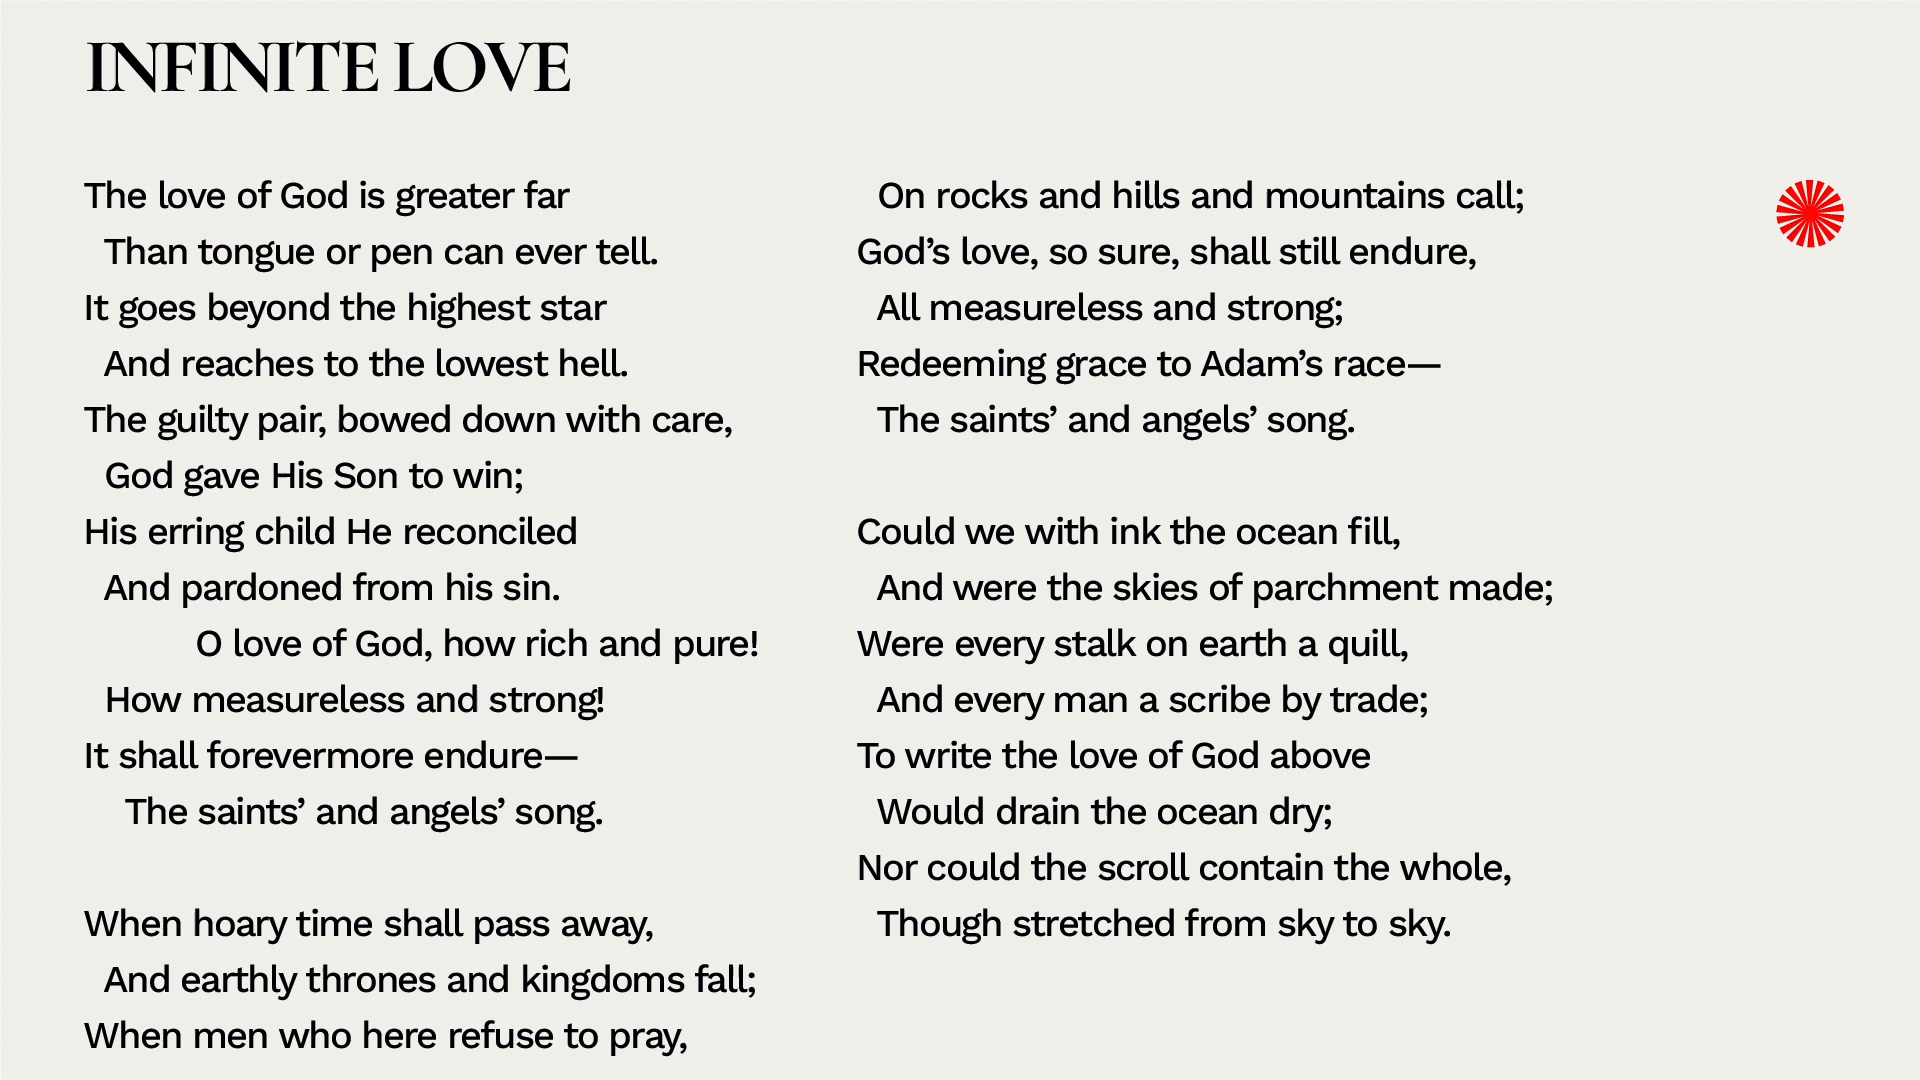 INFINITE LOVE
The love of God is greater far
Than tongue or pen can ever tell.
It goes beyond the highest star
And reaches to the lowest hell.
The guilty pair, bowed down with care,
God gave His Son to win;
His erring child He reconciled
And pardoned from his sin.
O love of God, how rich and pure!
How measureless and strong!
It shall forevermore endure—
The saints’ and angels’ song.
When hoary time shall pass away,
And earthly thrones and kingdoms fall;
When men who here refuse to pray,
On rocks and hills and mountains call;
God’s love, so sure, shall still endure,
All measureless and strong;
Redeeming grace to Adam’s race—
The saints’ and angels’ song.
Could we with ink the ocean fill,
And were the skies of parchment made;
Were every stalk on earth a quill,
And every man a scribe by trade;
To write the love of God above
Would drain the ocean dry;
Nor could the scroll contain the whole,
Though stretched from sky to sky.